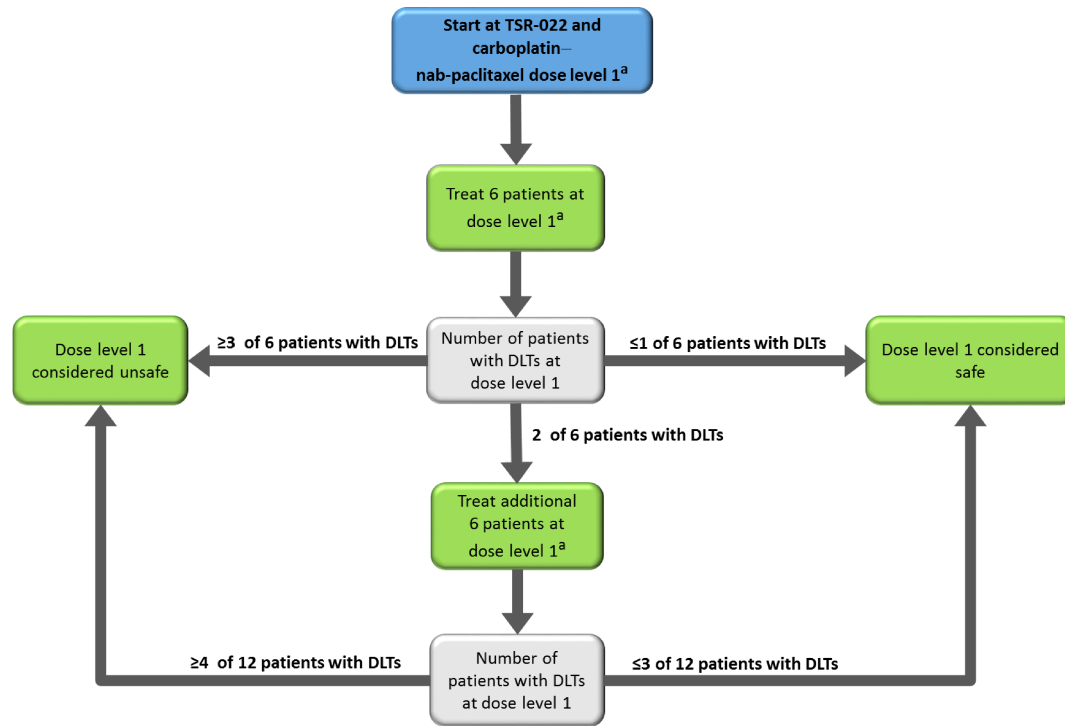 Start at TSR-022 and
carboplatin–
nab-paclitaxel dose level 1ᵃ
Treat 6 patients at
dose level 1ᵃ
≥3 of 6 patients with DLTs
≤1 of 6 patients with DLTs
Dose level 1
considered unsafe
Number of patients
with DLTs at
dose level 1
Dose level 1 considered
safe
2 of 6 patients with DLTs
Treat additional
6 patients at
dose level 1ᵃ
≥4 of 12 patients with DLTs
≤3 of 12 patients with DLTs
Number of
patients with DLTs
at dose level 1